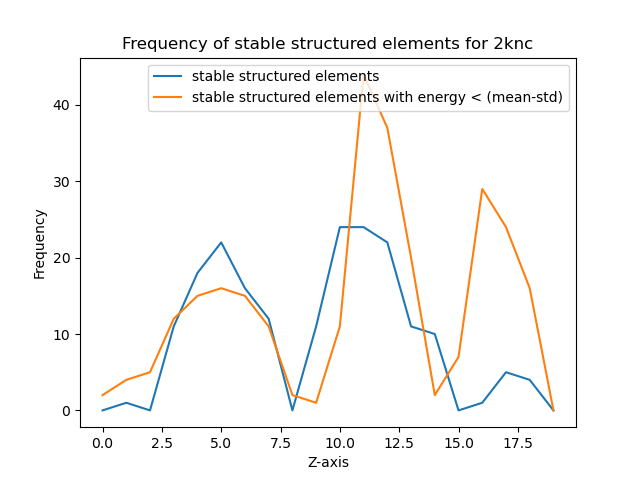 Frequency of stable structured elements for 2knc
stable structured elements
stable structured elements with energy < (mean-std)
40
30
20
10
0
Frequency
0.0 2.5 5.0 7.5 10.0 12.5 15.0 17.5
Z-axis